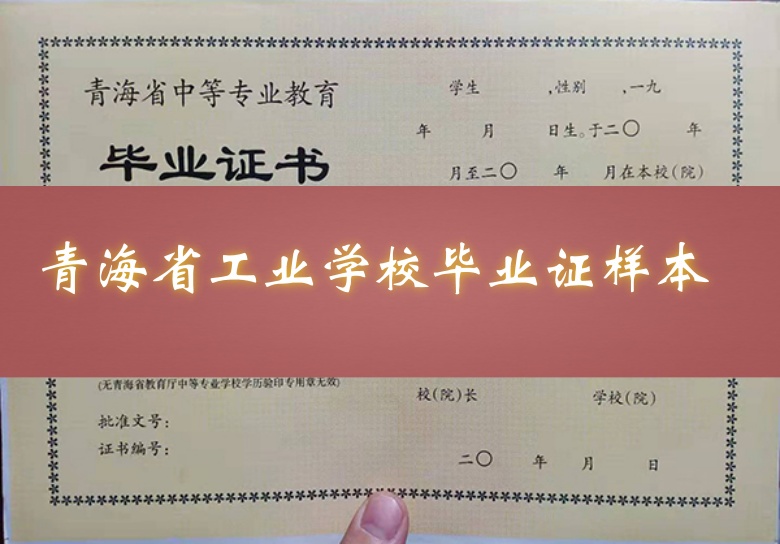 青海省中等专业教育
毕业证书
学生 ,性别 ,一九
年 月 日生。于二〇 年
月至二〇 年 月在本校(院)
青海省工业学校毕业证样本
(无青海省教育厅中等专业学校学历验印专用章无效)
批准文号:
证书编号:
校(院)长 学校(院)
二〇 年 月 日